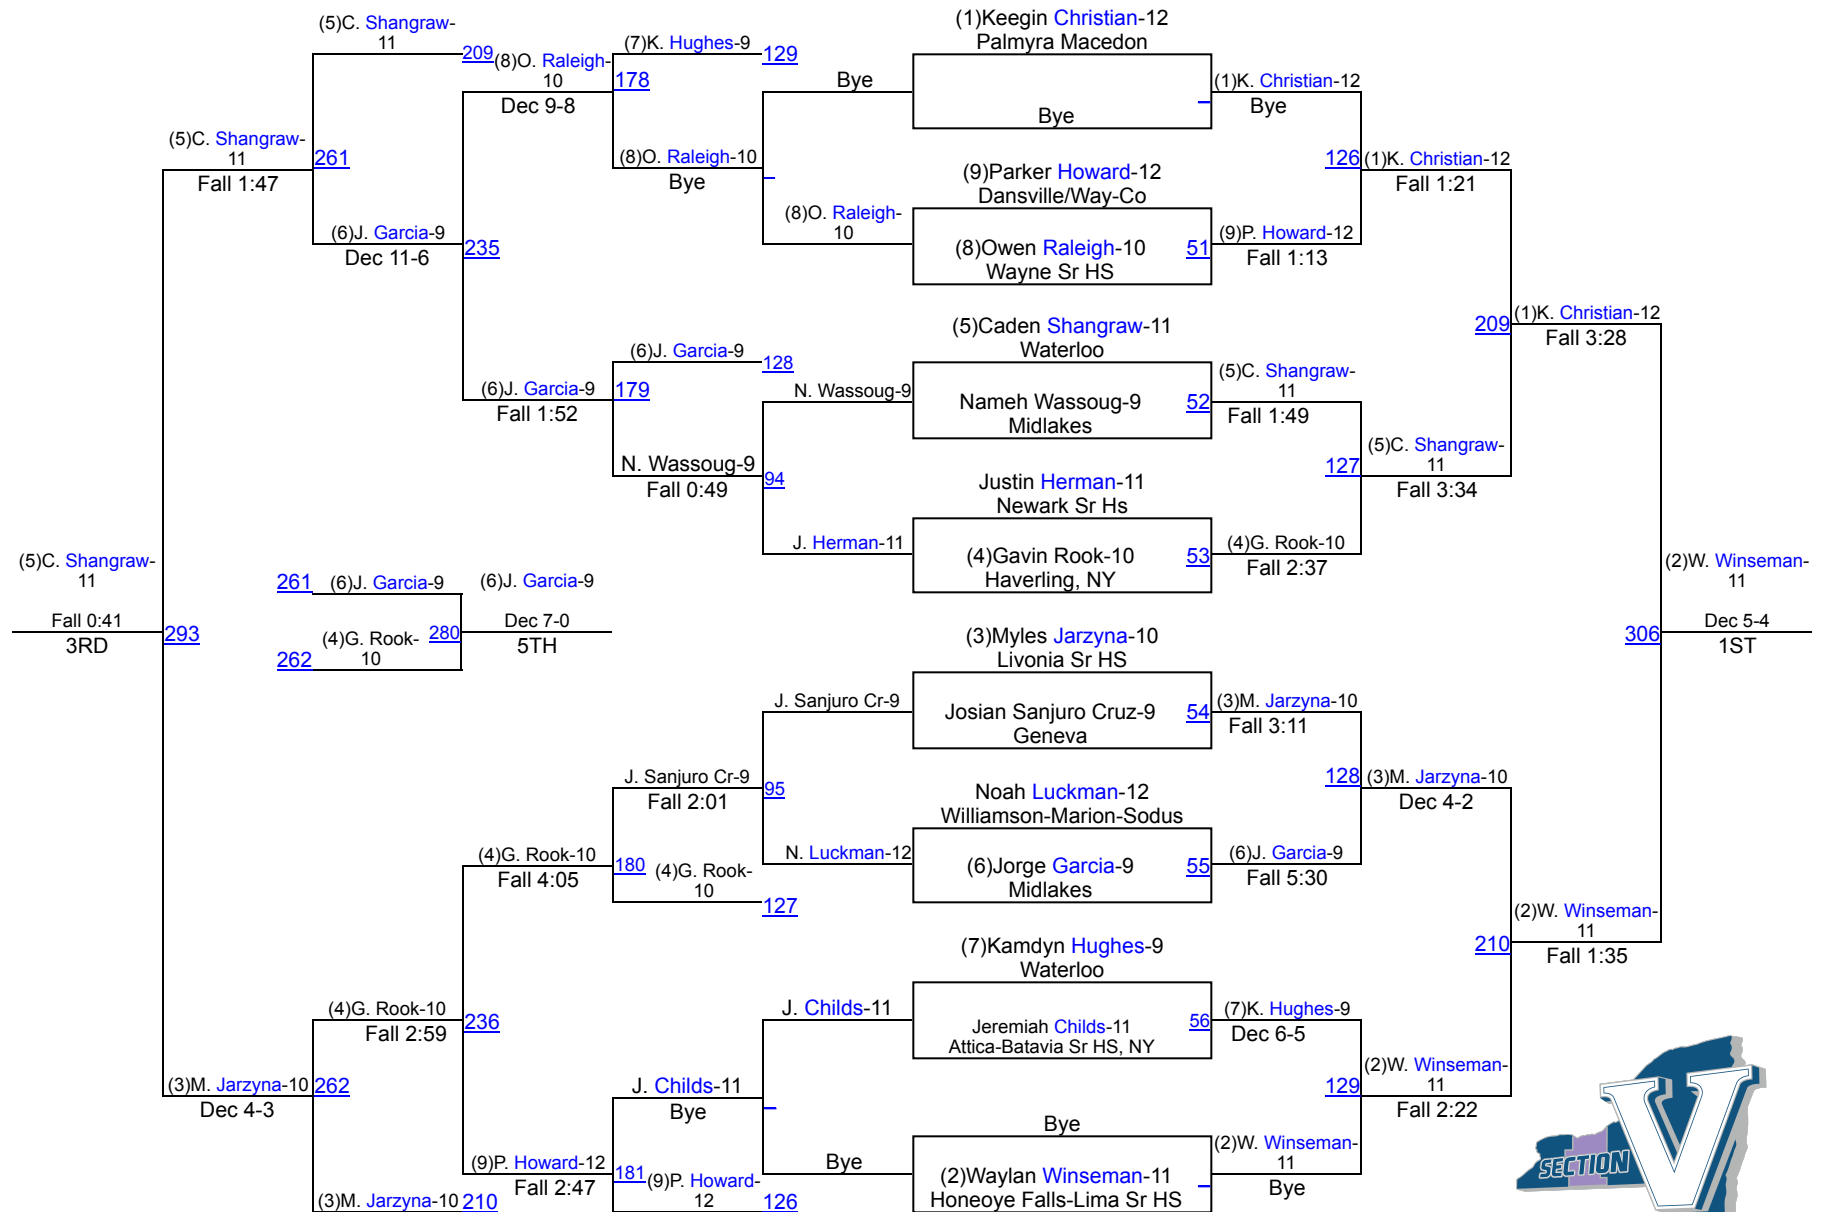 (5)C. Shangraw-
11
209
(8)O. Raleigh-
10
Dec 9-8
(7)K. Hughes-9
129
178
Bye
(1)Keegin Christian-12
Palmyra Macedon
Bye
(1)K. Christian-12
Bye
(5)C. Shangraw-
11
Fall 1:47
261
(8)O. Raleigh-10
Bye
(9)Parker Howard-12
Dansville/Way-Co
126
(1)K. Christian-12
Fall 1:21
(6)J. Garcia-9
Dec 11-6
235
(8)O. Raleigh-
10
(8)Owen Raleigh-10
Wayne Sr HS
51
(9)P. Howard-12
Fall 1:13
(5)Caden Shangraw-11
Waterloo
209
(1)K. Christian-12
Fall 3:28
(6)J. Garcia-9
128
(6)J. Garcia-9
Fall 1:52
179
N. Wassoug-9
Nameh Wassoug-9
Midlakes
52
(5)C. Shangraw-
11
Fall 1:49
N. Wassoug-9
Fall 0:49
94
Justin Herman-11
Newark Sr Hs
127
(5)C. Shangraw-
11
Fall 3:34
J. Herman-11
(4)Gavin Rook-10
Haverling, NY
53
(4)G. Rook-10
Fall 2:37
(5)C. Shangraw-
11
Fall 0:41
3RD
293
261
(6)J. Garcia-9
(4)G. Rook-
10
262
280
(6)J. Garcia-9
Dec 7-0
5TH
(2)W. Winseman-
11
Dec 5-4
1ST
306
(3)Myles Jarzyna-10
Livonia Sr HS
J. Sanjuro Cr-9
Josian Sanjuro Cruz-9
Geneva
54
(3)M. Jarzyna-10
Fall 3:11
J. Sanjuro Cr-9
Fall 2:01
95
Noah Luckman-12
Williamson-Marion-Sodus
128
(3)M. Jarzyna-10
Dec 4-2
(4)G. Rook-10
Fall 4:05
180
(4)G. Rook-
10
127
N. Luckman-12
(6)Jorge Garcia-9
Midlakes
55
(6)J. Garcia-9
Fall 5:30
(7)Kamdyn Hughes-9
Waterloo
210
(2)W. Winseman-
11
Fall 1:35
(4)G. Rook-10
Fall 2:59
236
J. Childs-11
Jeremiah Childs-11
Attica-Batavia Sr HS, NY
56
(7)K. Hughes-9
Dec 6-5
(3)M. Jarzyna-10
Dec 4-3
262
J. Childs-11
Bye
Bye
129
(2)W. Winseman-
11
Fall 2:22
(9)P. Howard-12
Fall 2:47
181
(9)P. Howard-
12
126
Bye
(2)Waylan Winseman-11
Honeoye Falls-Lima Sr HS
(2)W. Winseman-
11
Bye
(3)M. Jarzyna-10
210
SECTION V